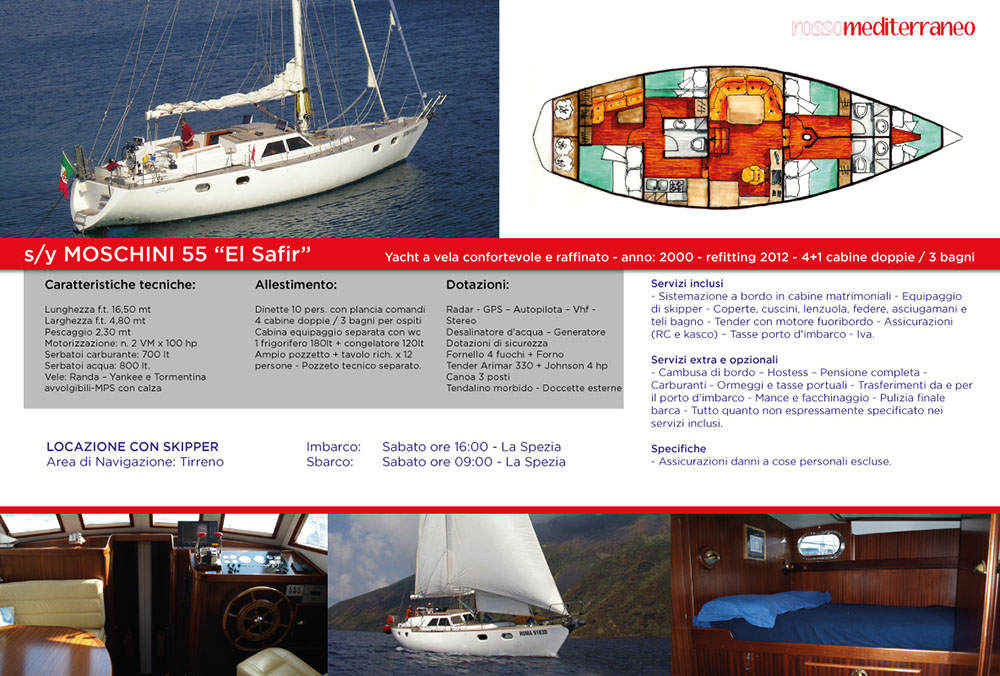 rossomediterraneo
s/y MOSCHINI 55 “El Safir”
Yacht a vela confortevole e raffinato - anno: 2000 - refitting 2012 - 4+1 cabine doppie / 3 bagni
Caratteristiche tecniche:
Lunghezza f.t. 16,50 mt
Larghezza f.t. 4,80 mt
Pescaggio 2,30 mt
Motorizzazione: n. 2 VM x 100 hp
Serbatoi carburante: 700 lt
Serbatoi acqua: 800 lt.
Vele: Randa – Yankee e Tormentina
avvolgibili-MPS con calza
Allestimento:
Dinette 10 pers. con plancia comandi
4 cabine doppie / 3 bagni per ospiti
Cabina equipaggio separata con wc
1 frigorifero 180lt + congelatore 120lt
Ampio pozzetto + tavolo rich. x 12
persone - Pozzeto tecnico separato.
Dotazioni:
Radar - GPS – Autopilota – Vhf -
Stereo
Desalinatore d'acqua – Generatore
Dotazioni di sicurezza
Fornello 4 fuochi + Forno
Tender Arimar 330 + Johnson 4 hp
Canoa 3 posti
Tendalino morbido - Doccette esterne
Servizi inclusi
- Sistemazione a bordo in cabine matrimoniali - Equipaggio
di skipper - Coperte, cuscini, lenzuola, federe, asciugamani e
teli bagno - Tender con motore fuoribordo - Assicurazioni
(RC e kasco) – Tasse porto d'imbarco - Iva.
Servizi extra e opzionali
- Cambusa di bordo – Hostess – Pensione completa -
Carburanti - Ormeggi e tasse portuali - Trasferimenti da e per
il porto d'imbarco - Mance e facchinaggio - Pulizia finale
barca - Tutto quanto non espressamente specificato nei
servizi inclusi.
Specifiche
- Assicurazioni danni a cose personali escluse.
LOCAZIONE CON SKIPPER
Area di Navigazione: Tirreno
Imbarco: Sabato ore 16:00 - La Spezia
Sbarco: Sabato ore 09:00 - La Spezia
ROMA 9183D